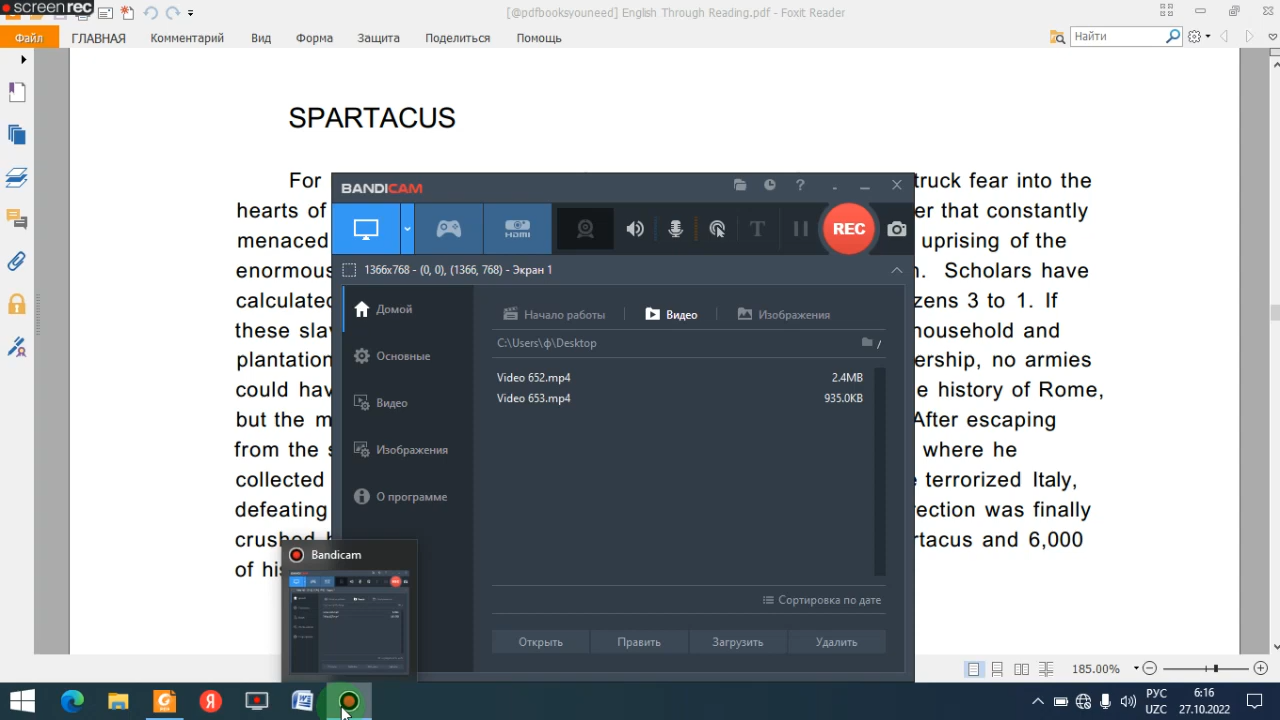 screenrec
[@pdfbooksyouneed] English Through Reading.pdf - Foxit Reader
Файл ГЛАВНАЯ Комментарий Вид Форма Защита Поделиться Помощь
Найти
SPARTACUS
For
truck fear into the
hearts of
er that constantly
menaced
uprising of the
enormous
Scholars have
calculated
zens 3 to 1. If
these
household and
plantation
ership, no armies
could
e history of Rome,
but the
After escaping
from the
where he
collected
terrorized Italy,
defeating
rection was finally
rtacus and 6,000
of
BANDICAM
HDMI
T
REC
1366x768 - (0, 0), (1366, 768) - Экран 1
Домой
Основные
Видео
Изображения
О программе
Начало работы Видео Изображения
C:\Users\ф\Desktop /
Video 652.mp4 2.4MB
Video 653.mp4 935.0KB
Сортировка по дате
Открыть Править Загрузить Удалить
Bandicam
185.00%
РУС 6:16
UZC 27.10.2022